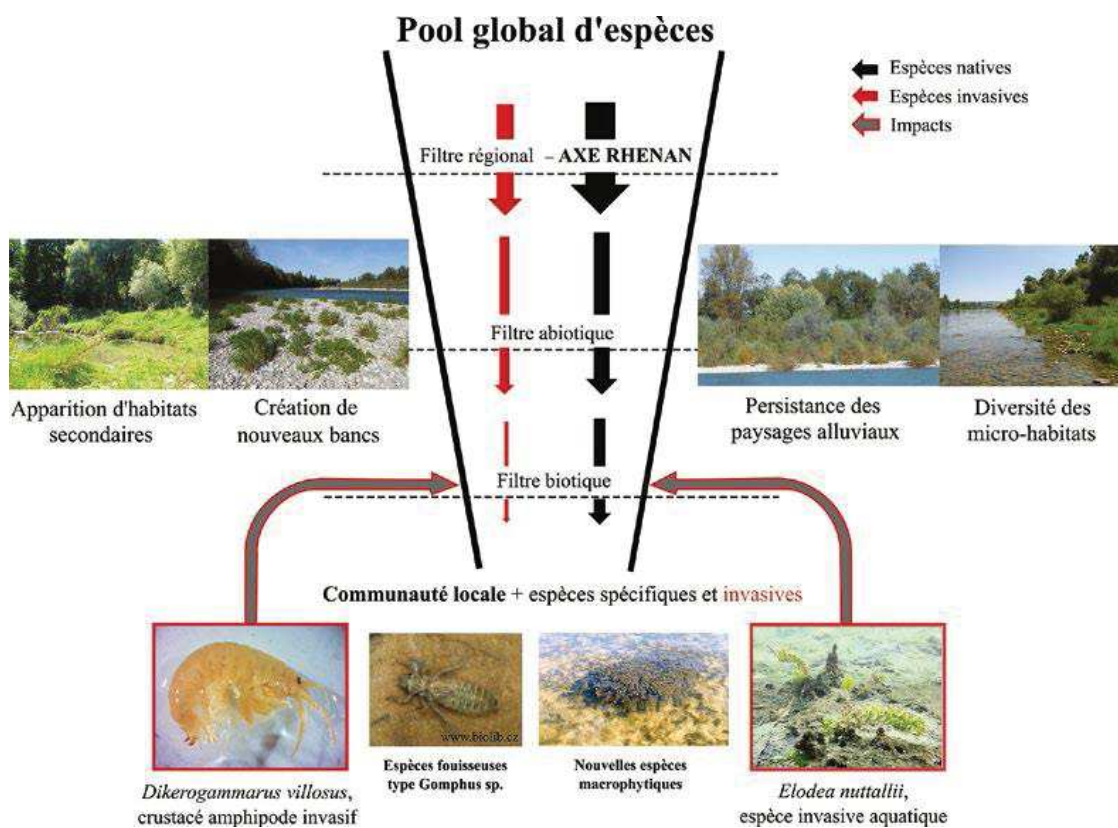 Pool global d'espèces
Espèces natives
Espèces invasives
Impacts
Filtre régional – AXE RHENAN
Filtre abiotique
Apparition d'habitats
secondaires
Création de
nouveaux bancs
Persistance des
paysages alluviaux
Diversité des
micro-habitats
Filtre biotique
Communauté locale + espèces spécifiques et invasives
www.biolib.cz
Dikerogammarus villosus,
crustacé amphipode invasif
Espèces fouisseuses
type Gomphus sp.
Nouvelles espèces
macrophytiques
Elodea nuttallii,
espèce invasive aquatique